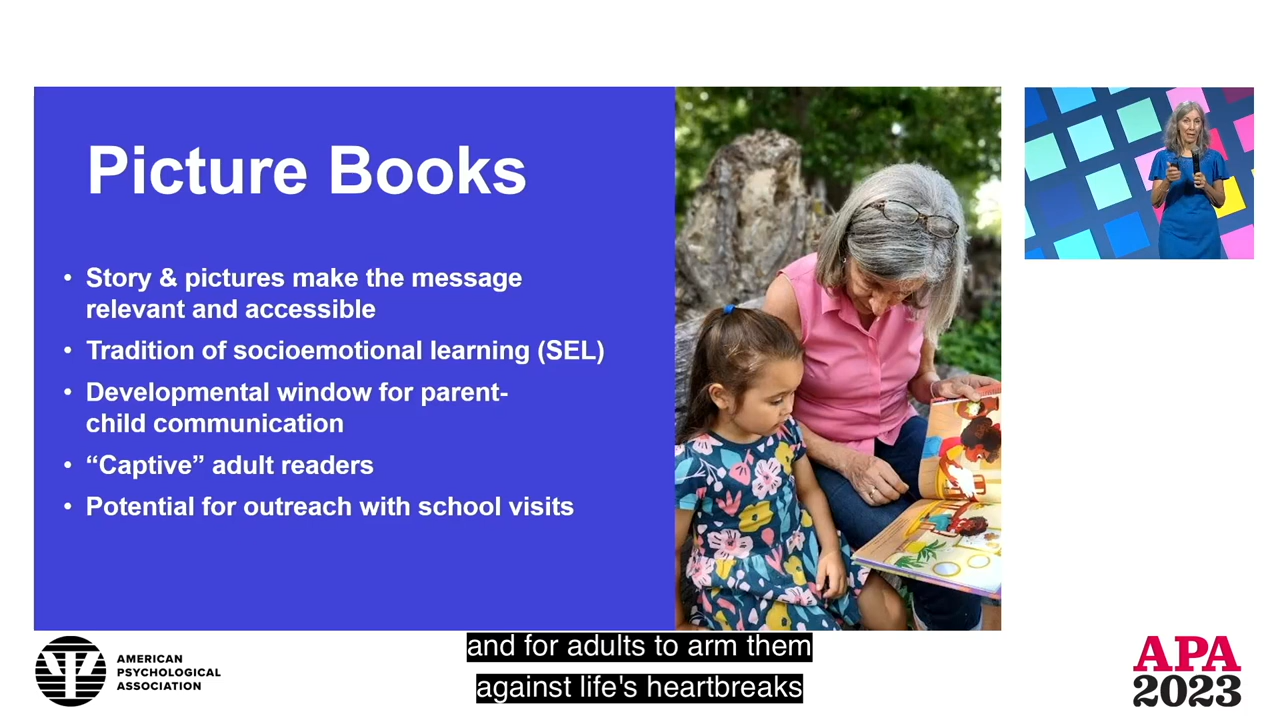 Picture Books
• Story & pictures make the message
relevant and accessible
• Tradition of socioemotional learning (SEL)
• Developmental window for parent-
child communication
• “Captive” adult readers
• Potential for outreach with school visits
and for adults to arm them
against life's heartbreaks
AMERICAN
PSYCHOLOGICAL
ASSOCIATION
APA
2023